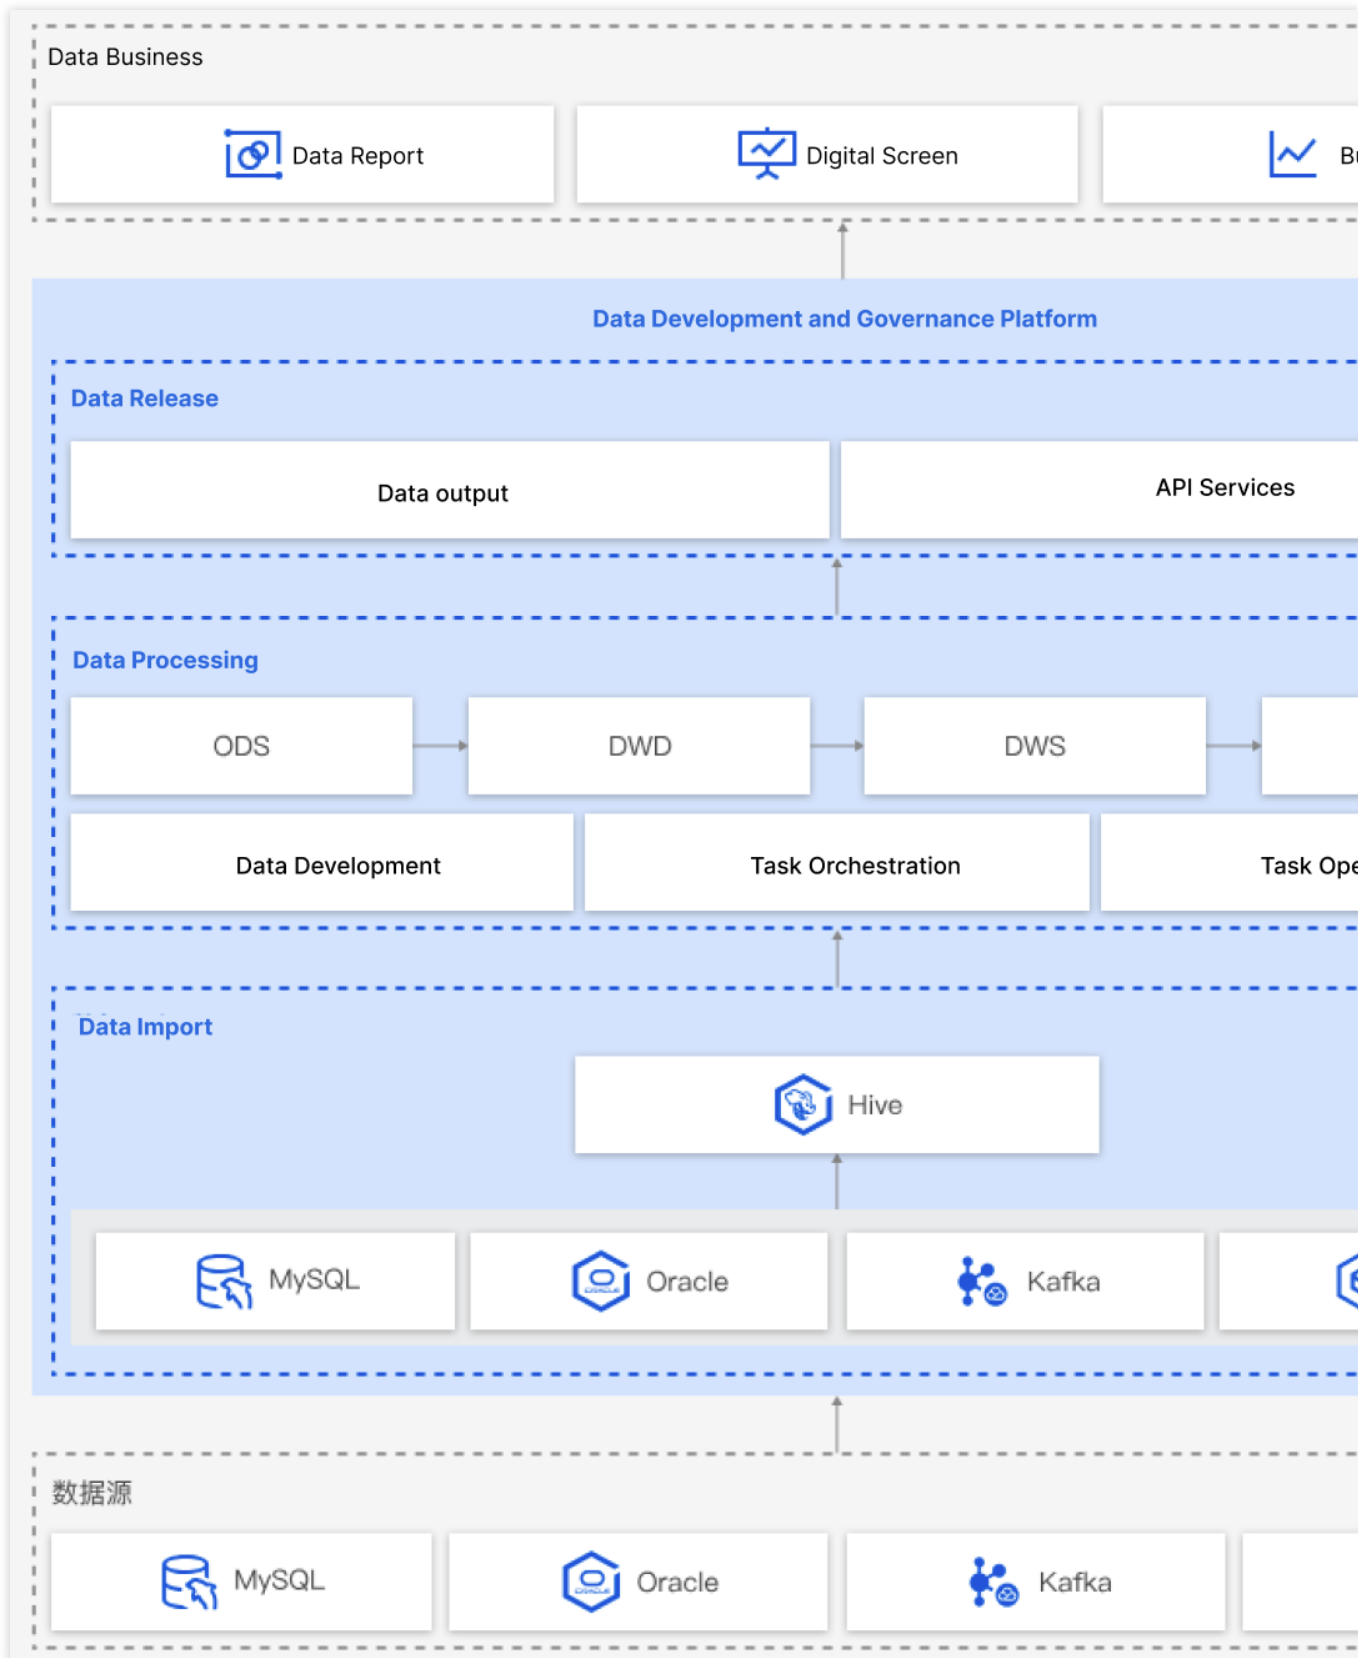 Data Business
Data Report
Digital Screen
Data Development and Governance Platform
Data Release
Data output
API Services
Data Processing
ODS
DWD
DWS
Data Development
Task Orchestration
Task
Data Import
Hive
MySQL
Oracle
Kafka
数据源
MySQL
Oracle
Kafka